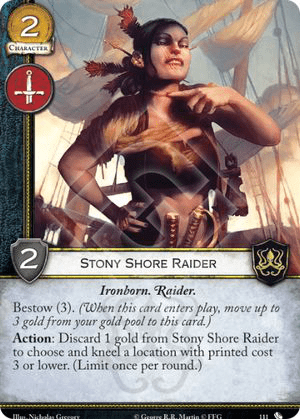 2
CHARACTER
2
STONY SHORE RAIDER
Ironborn. Raider.
Bestow (3). (When this card enters play, move up to
3 gold from your gold pool to this card.)
Action: Discard 1 gold from Stony Shore Raider
to choose and kneel a location with printed cost
3 or lower. (Limit once per round.)
Illus. Nicholas Gregory © George R.R. Martin © FFG 111